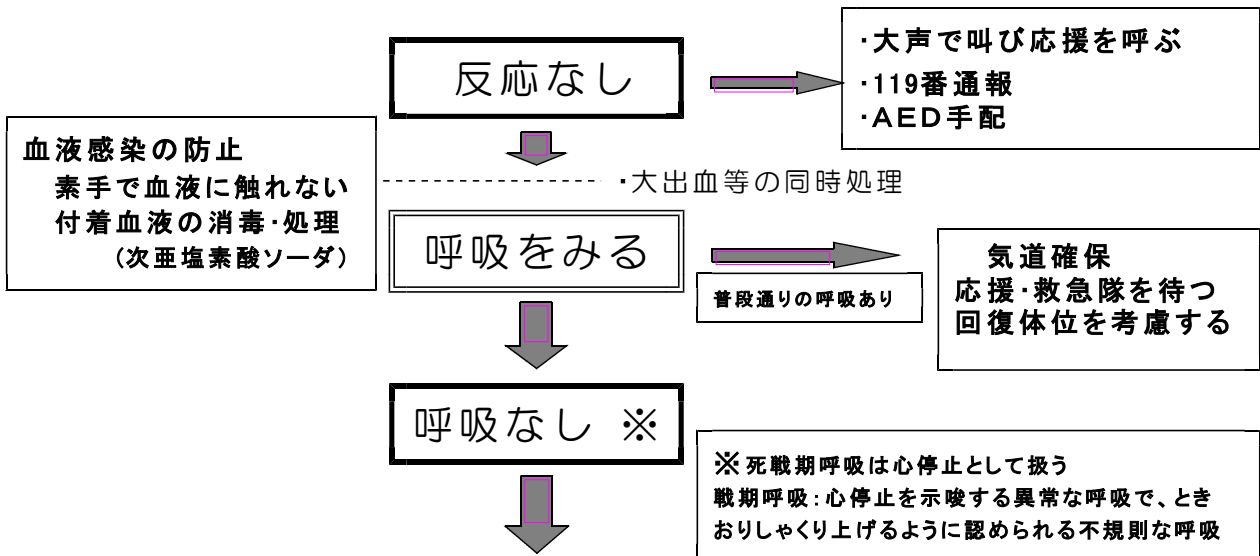 反応なし
・大声で叫び応援を呼ぶ
・119番通報
・AED手配
血液感染の防止
素手で血液に触れない
付着血液の消毒・処理
(次亜塩素酸ソーダ)
・大出血等の同時処理
呼吸をみる
普段通りの呼吸あり
気道確保
応援・救急隊を待つ
回復体位を考慮する
呼吸なし ※
※死戦期呼吸は心停止として扱う
戦期呼吸:心停止を示唆する異常な呼吸で、とき
おりしゃくり上げるように認められる不規則な呼吸